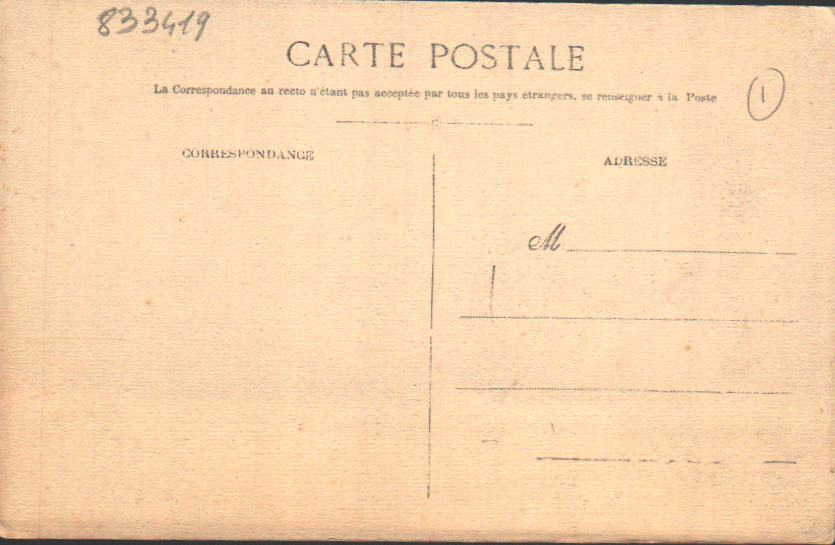 833419
CARTE POSTALE
La Correspondance au recto n'étant pas acceptée par tous les pays étrangers, se renseigner à la Poste
1
CORRESPONDANCE
ADRESSE
M